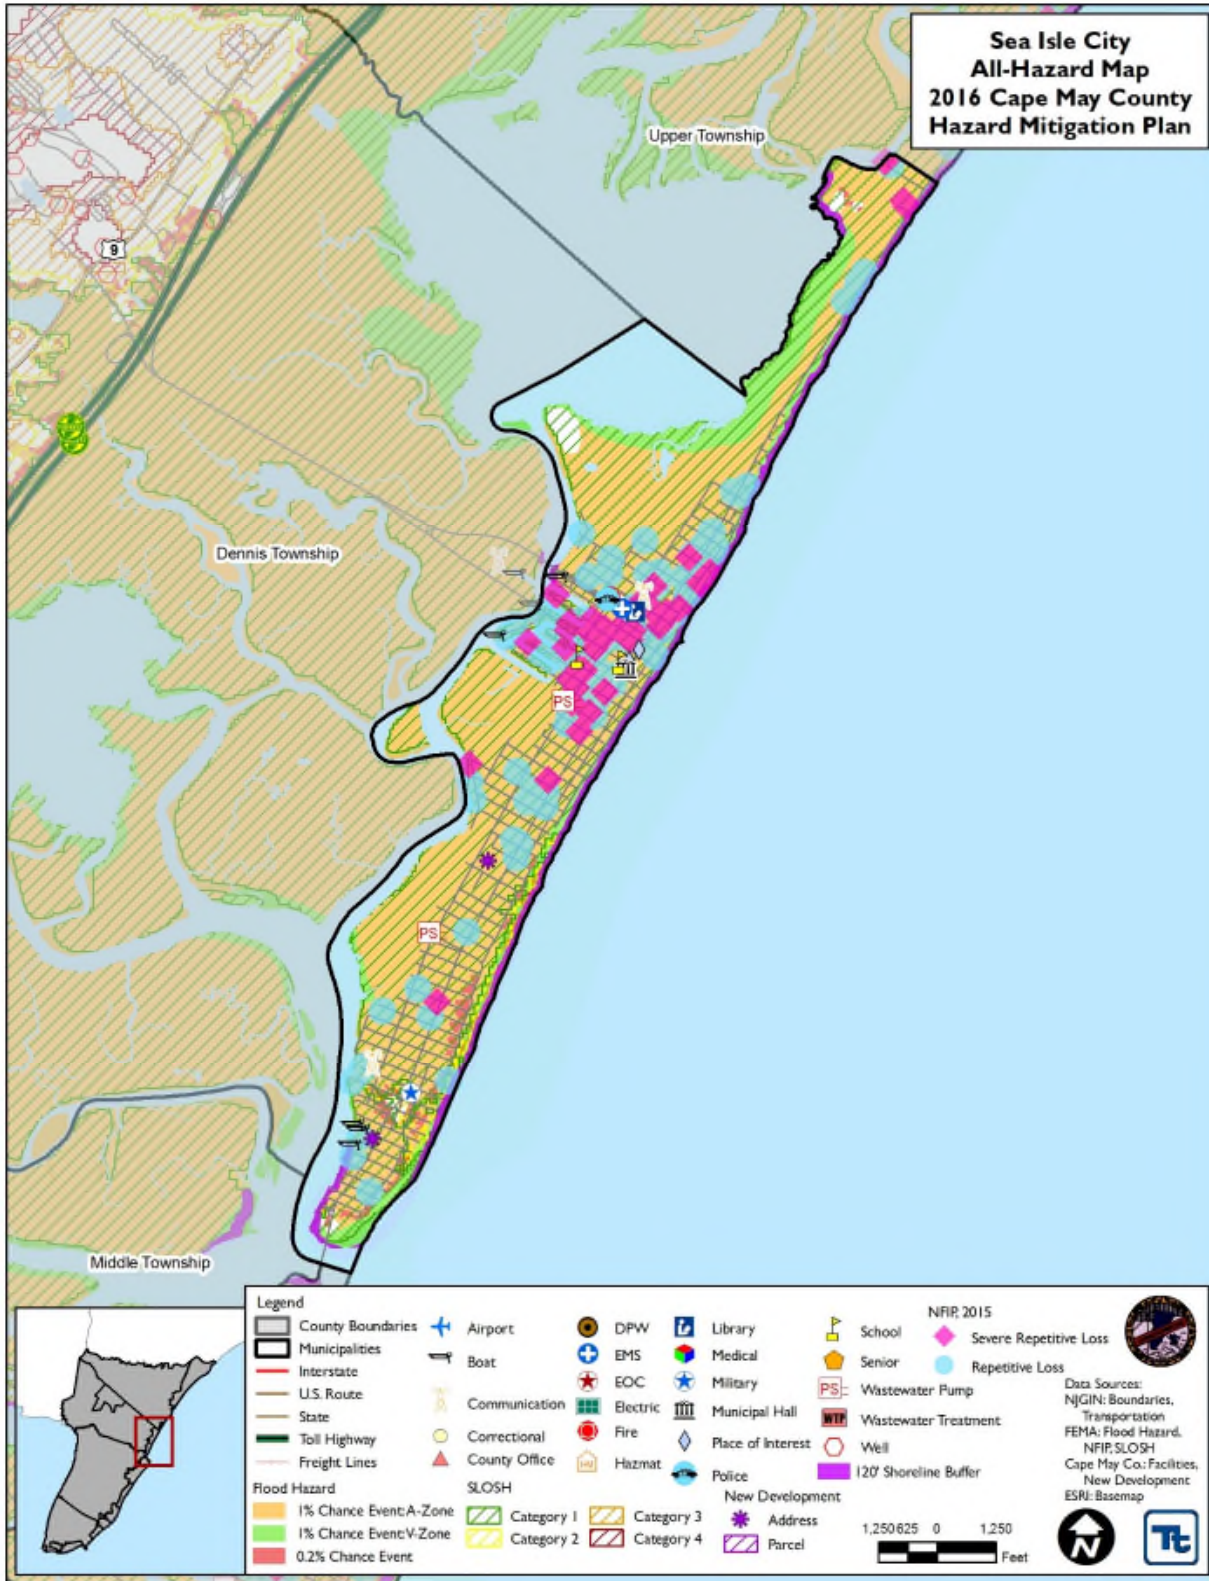 Sea Isle City
All-Hazard Map
2016 Cape May County
Hazard Mitigation Plan
Upper Township
9
Dennis Township
PS
PS
Middle Township
Legend
County Boundaries
Municipalities
Interstate
U.S. Route
State
Toll Highway
Freight Lines
Flood Hazard
1% Chance Event:A-Zone
1% Chance Event:V-Zone
0.2% Chance Event
Airport
Boat
Communication
Correctional
County Office
SLOSH
Category 1
Category 2
Category 3
Category 4
DPW
EMS
EOC
Electric
Fire
HM Hazmat
Library
Medical
Military
Municipal Hall
Place of Interest
Police
New Development
Address
Parcel
School
Senior
PS Wastewater Pump
WTP Wastewater Treatment
Well
120' Shoreline Buffer
NFIP, 2015
Severe Repetitive Loss
Repetitive Loss
Data Sources:
NJGIN: Boundaries,
Transportation
FEMA: Flood Hazard,
NFIP, SLOSH
Cape May Co.: Facilities,
New Development
ESRI: Basemap
1,250 625 0 1,250
Feet
N
Tt